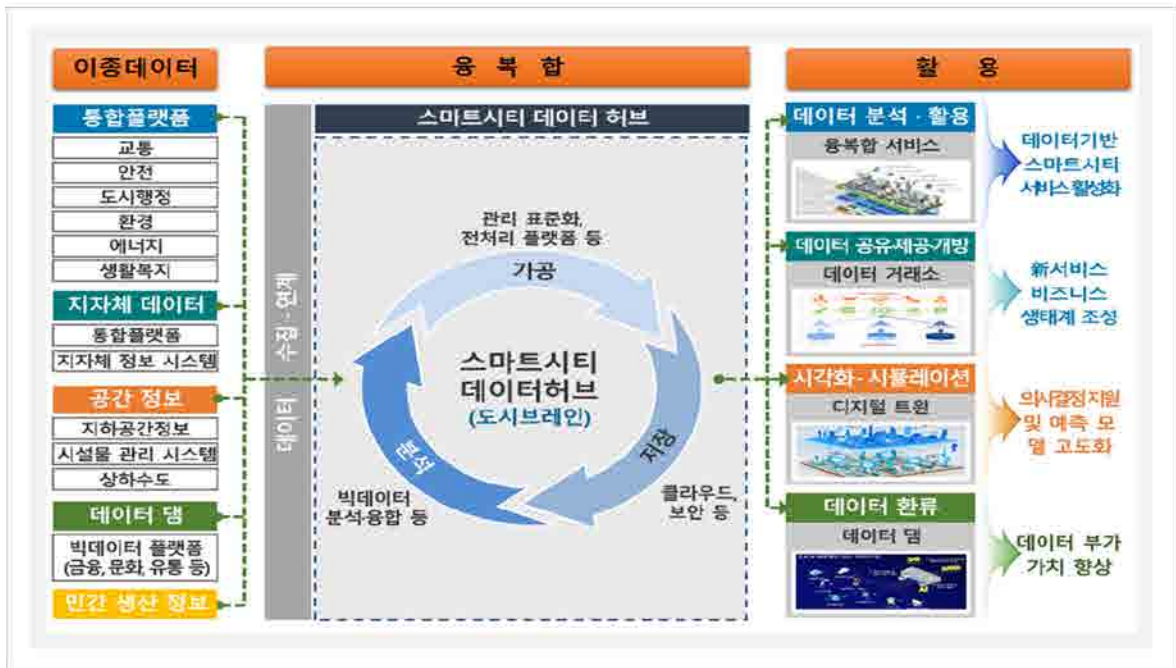 이종데이터
통합플랫폼
교통
안전
도시행정
환경
에너지
생활복지
지자체 데이터
통합플랫폼
지자체 정보 시스템
공간 정보
지하공간정보
시설물 관리 시스템
상하수도
데이터 댐
빅데이터 플랫폼
(금융, 문화, 유통 등)
민간 생산 정보
융 복 합
데이터 수집·연계
스마트시티 데이터 허브
관리 표준화,
전처리 플랫폼 등
가공
스마트시티
데이터허브
(도시브레인)
분석
저장
빅데이터
분석·융합 등
클라우드,
보안 등
활 용
데이터 분석·활용
융복합 서비스
데이터기반
스마트시티
서비스활성화
데이터 공유·제공·개방
데이터 거래소
新서비스
비즈니스
생태계 조성
시각화·시뮬레이션
디지털 트윈
의사결정지원
및 예측 모
델 고도화
데이터 환류
데이터 댐
데이터 부가
가치 향상